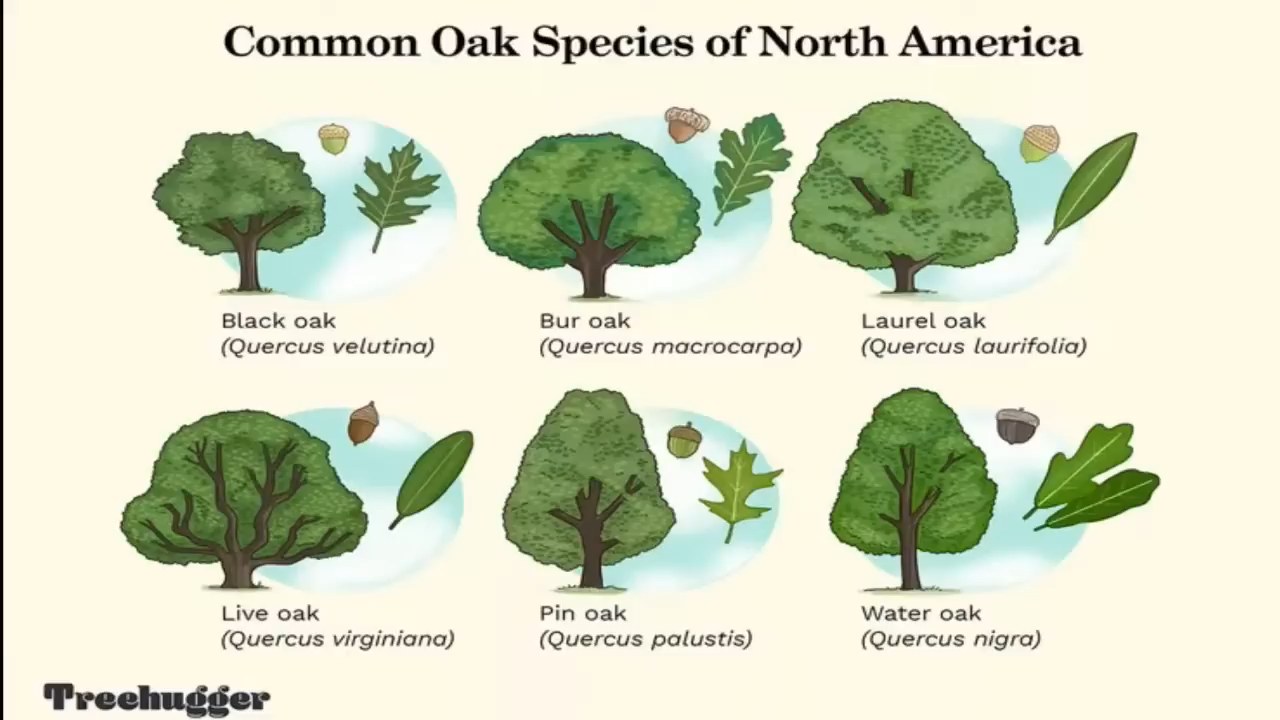 Common Oak Species of North America
Black oak
(Quercus velutina)
Bur oak
(Quercus macrocarpa)
Laurel oak
(Quercus laurifolia)
Live oak
(Quercus virginiana)
Pin oak
(Quercus palustis)
Water oak
(Quercus nigra)
Treehugger